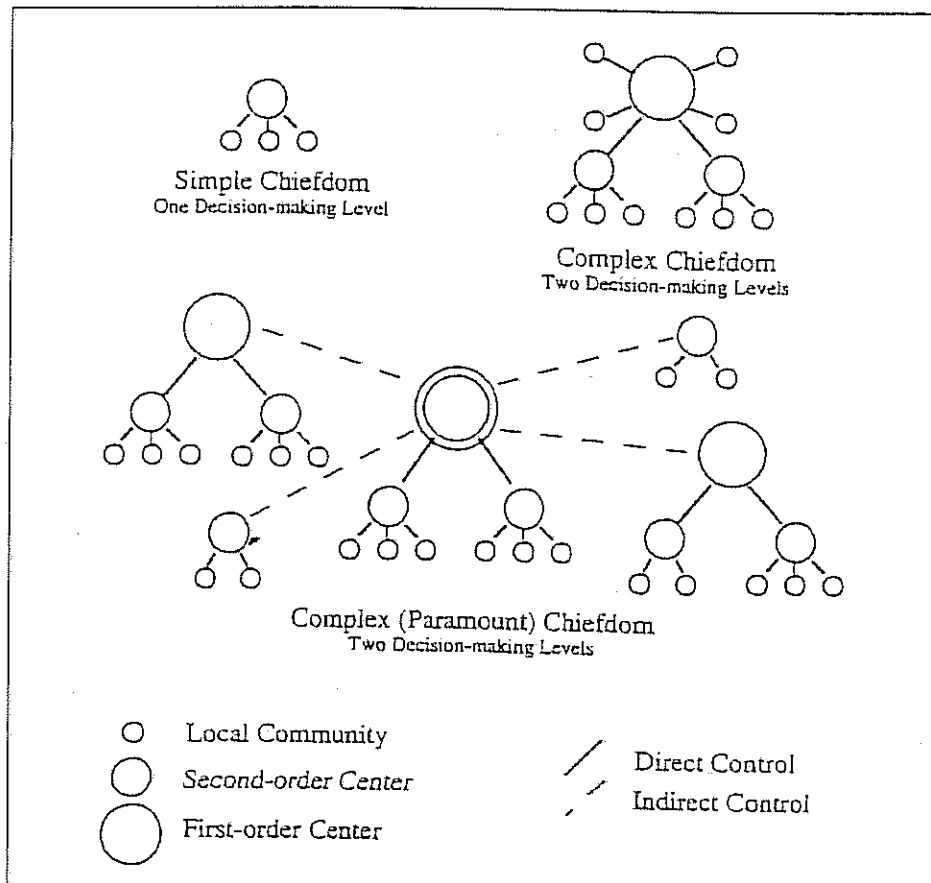 Simple Chiefdom
One Decision-making Level
Complex Chiefdom
Two Decision-making Levels
Complex (Paramount) Chiefdom
Two Decision-making Levels
Local Community
Second-order Center
First-order Center
Direct Control
Indirect Control